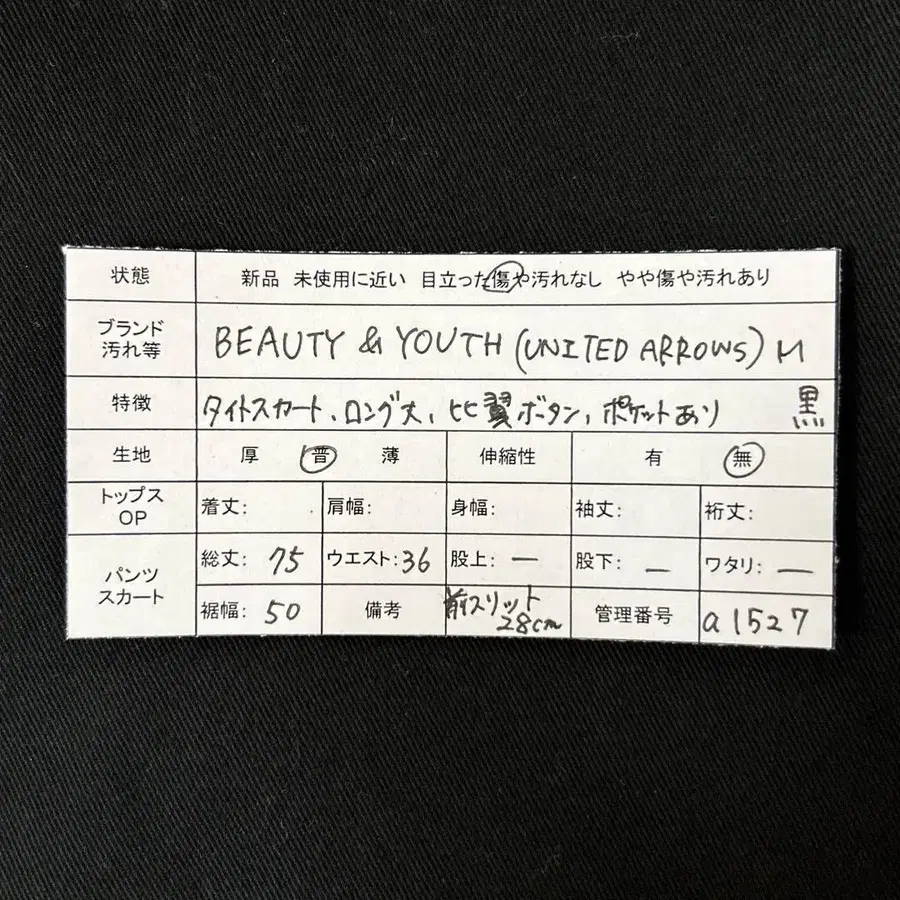 状態 新品 未使用に近い 目立った傷や汚れなし やや傷や汚れあり
ブランド
汚れ等
BEAUTY & YOUTH (UNITED ARROWS) M
特徴 タイトスカート、ロング丈、比翼ボタン、ポケットあり 黒
生地 厚 普 薄 伸縮性 有 無
トップス
OP
着丈: 肩幅: 身幅: 袖丈: 裄丈:
パンツ
スカート
総丈: 75 ウエスト: 36 股上: ― 股下: ― ワタリ: ―
裾幅: 50 備考 前スリット
28cm
管理番号 a1527